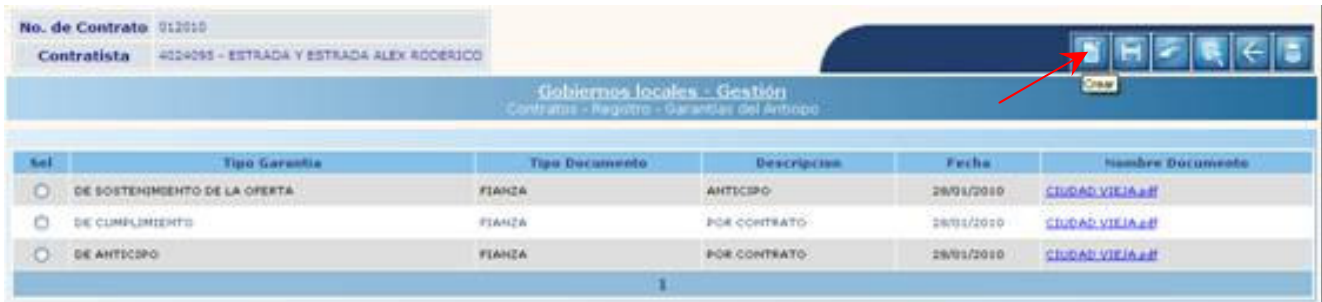 No. de Contrato 012010
Contratista 4024095 - ESTRADA Y ESTRADA ALEX RODERICO
Crear
Gobiernos locales - Gestión
Contratos - Registro - Garantías del Anticipo
Sel Tipo Garantia Tipo Documento Descripcion Fecha Nombre Documento
DE SOSTENIMIENTO DE LA OFERTA FIANZA ANTICIPO 28/01/2010 CIUDAD VIEJA.pdf
DE CUMPLIMIENTO FIANZA POR CONTRATO 28/01/2010 CIUDAD VIEJA.pdf
DE ANTICIPO FIANZA POR CONTRATO 28/01/2010 CIUDAD VIEJA.pdf
1